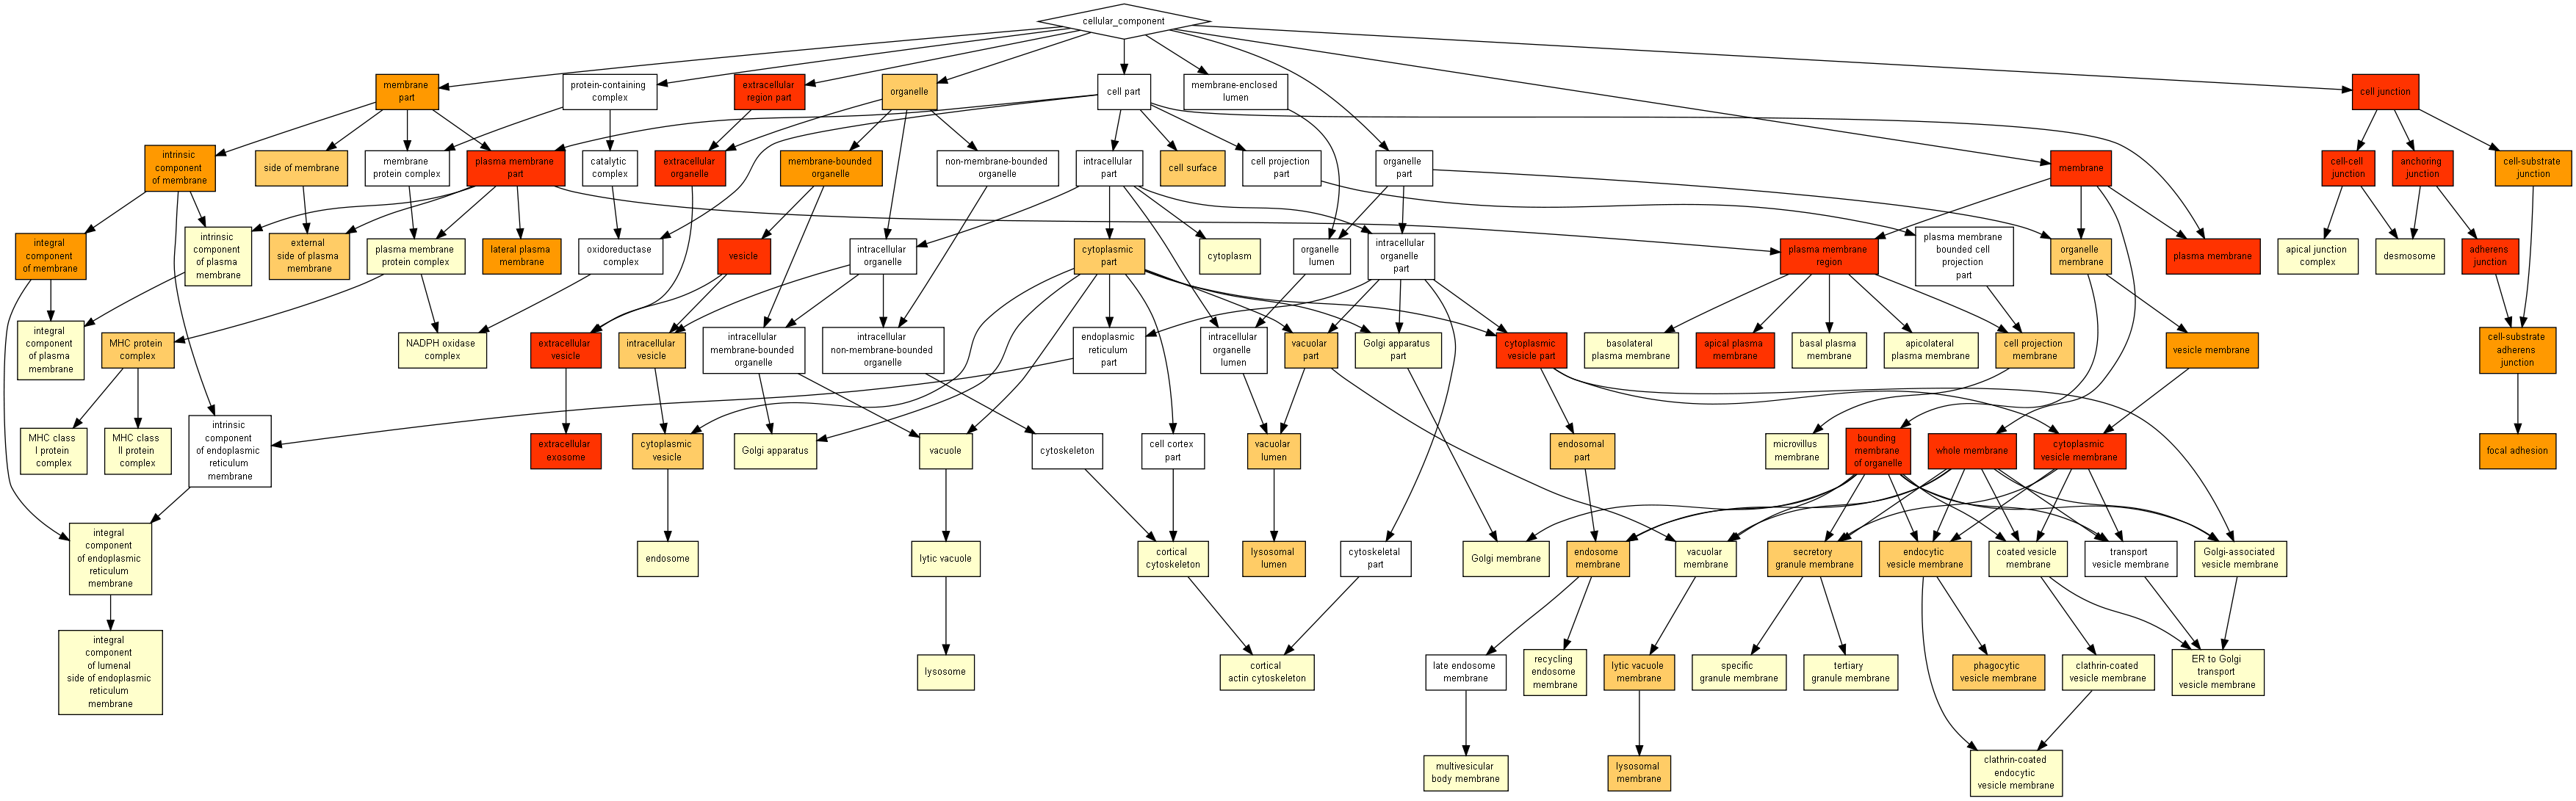 cellular_component
membrane
part
protein-containing
complex
extracellular
region part
organelle
cell part
membrane-enclosed
lumen
cell junction
intrinsic
component
of membrane
side of membrane
membrane
protein complex
plasma membrane
part
catalytic
complex
extracellular
organelle
membrane-bounded
organelle
non-membrane-bounded
organelle
intracellular
part
cell surface
cell projection
part
organelle
part
membrane
cell-cell
junction
anchoring
junction
cell-substrate
junction
integral
component
of membrane
intrinsic
component
of plasma
membrane
external
side of plasma
membrane
plasma membrane
protein complex
lateral plasma
membrane
oxidoreductase
complex
vesicle
intracellular
organelle
cytoplasmic
part
cytoplasm
organelle
lumen
intracellular
organelle
part
plasma membrane
region
plasma membrane
bounded cell
projection
part
organelle
membrane
plasma membrane
apical junction
complex
desmosome
adherens
junction
integral
component
of plasma
membrane
MHC protein
complex
NADPH oxidase
complex
extracellular
vesicle
intracellular
vesicle
intracellular
membrane-bounded
organelle
intracellular
non-membrane-bounded
organelle
endoplasmic
reticulum
part
intracellular
organelle
lumen
vacuolar
part
Golgi apparatus
part
cytoplasmic
vesicle part
basolateral
plasma membrane
apical plasma
membrane
basal plasma
membrane
apicolateral
plasma membrane
cell projection
membrane
vesicle membrane
cell-substrate
adherens
junction
MHC class
I protein
complex
MHC class
II protein
complex
intrinsic
component
of endoplasmic
reticulum
membrane
extracellular
exosome
cytoplasmic
vesicle
Golgi apparatus
vacuole
cytoskeleton
cell cortex
part
vacuolar
lumen
endosomal
part
microvillus
membrane
bounding
membrane
of organelle
whole membrane
cytoplasmic
vesicle membrane
focal adhesion
integral
component
of endoplasmic
reticulum
membrane
endosome
lytic vacuole
cortical
cytoskeleton
lysosomal
lumen
cytoskeletal
part
Golgi membrane
endosome
membrane
vacuolar
membrane
secretory
granule membrane
endocytic
vesicle membrane
coated vesicle
membrane
transport
vesicle membrane
Golgi-associated
vesicle membrane
integral
component
of lumenal
side of endoplasmic
reticulum
membrane
lysosome
cortical
actin cytoskeleton
late endosome
membrane
recycling
endosome
membrane
lytic vacuole
membrane
specific
granule membrane
tertiary
granule membrane
phagocytic
vesicle membrane
clathrin-coated
vesicle membrane
ER to Golgi
transport
vesicle membrane
multivesicular
body membrane
lysosomal
membrane
clathrin-coated
endocytic
vesicle membrane